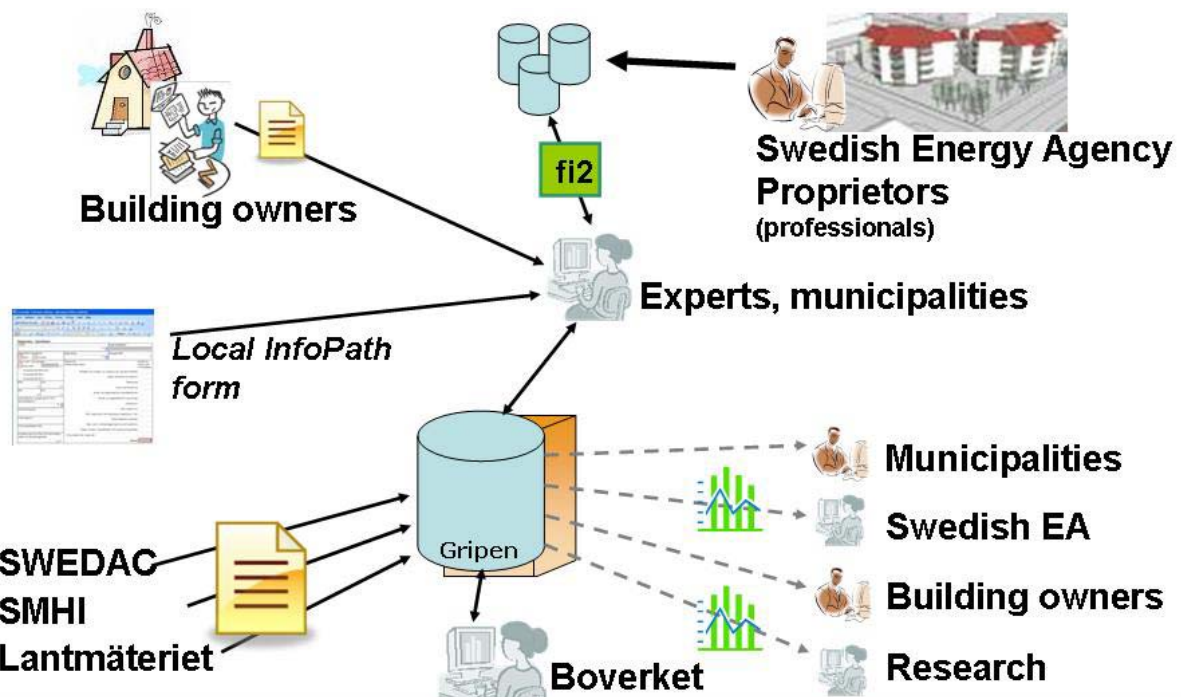 fi2
Swedish Energy Agency
Proprietors
(professionals)
Building owners
Experts, municipalities
Local InfoPath
form
Gripen
Municipalities
Swedish EA
Building owners
Research
SWEDAC
SMHI
Lantmäteriet
Boverket